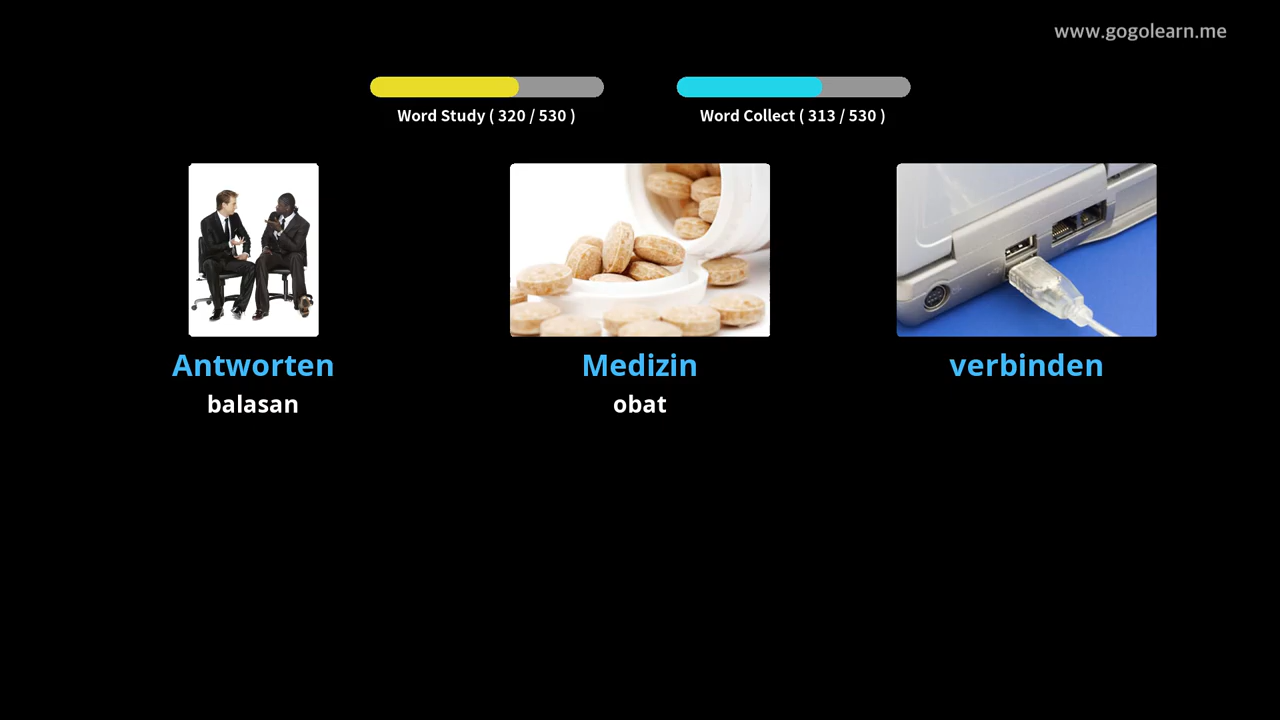 www.gogolearn.me
Word Study ( 320 / 530 )
Word Collect ( 313 / 530 )
Antworten
balasan
Medizin
obat
verbinden